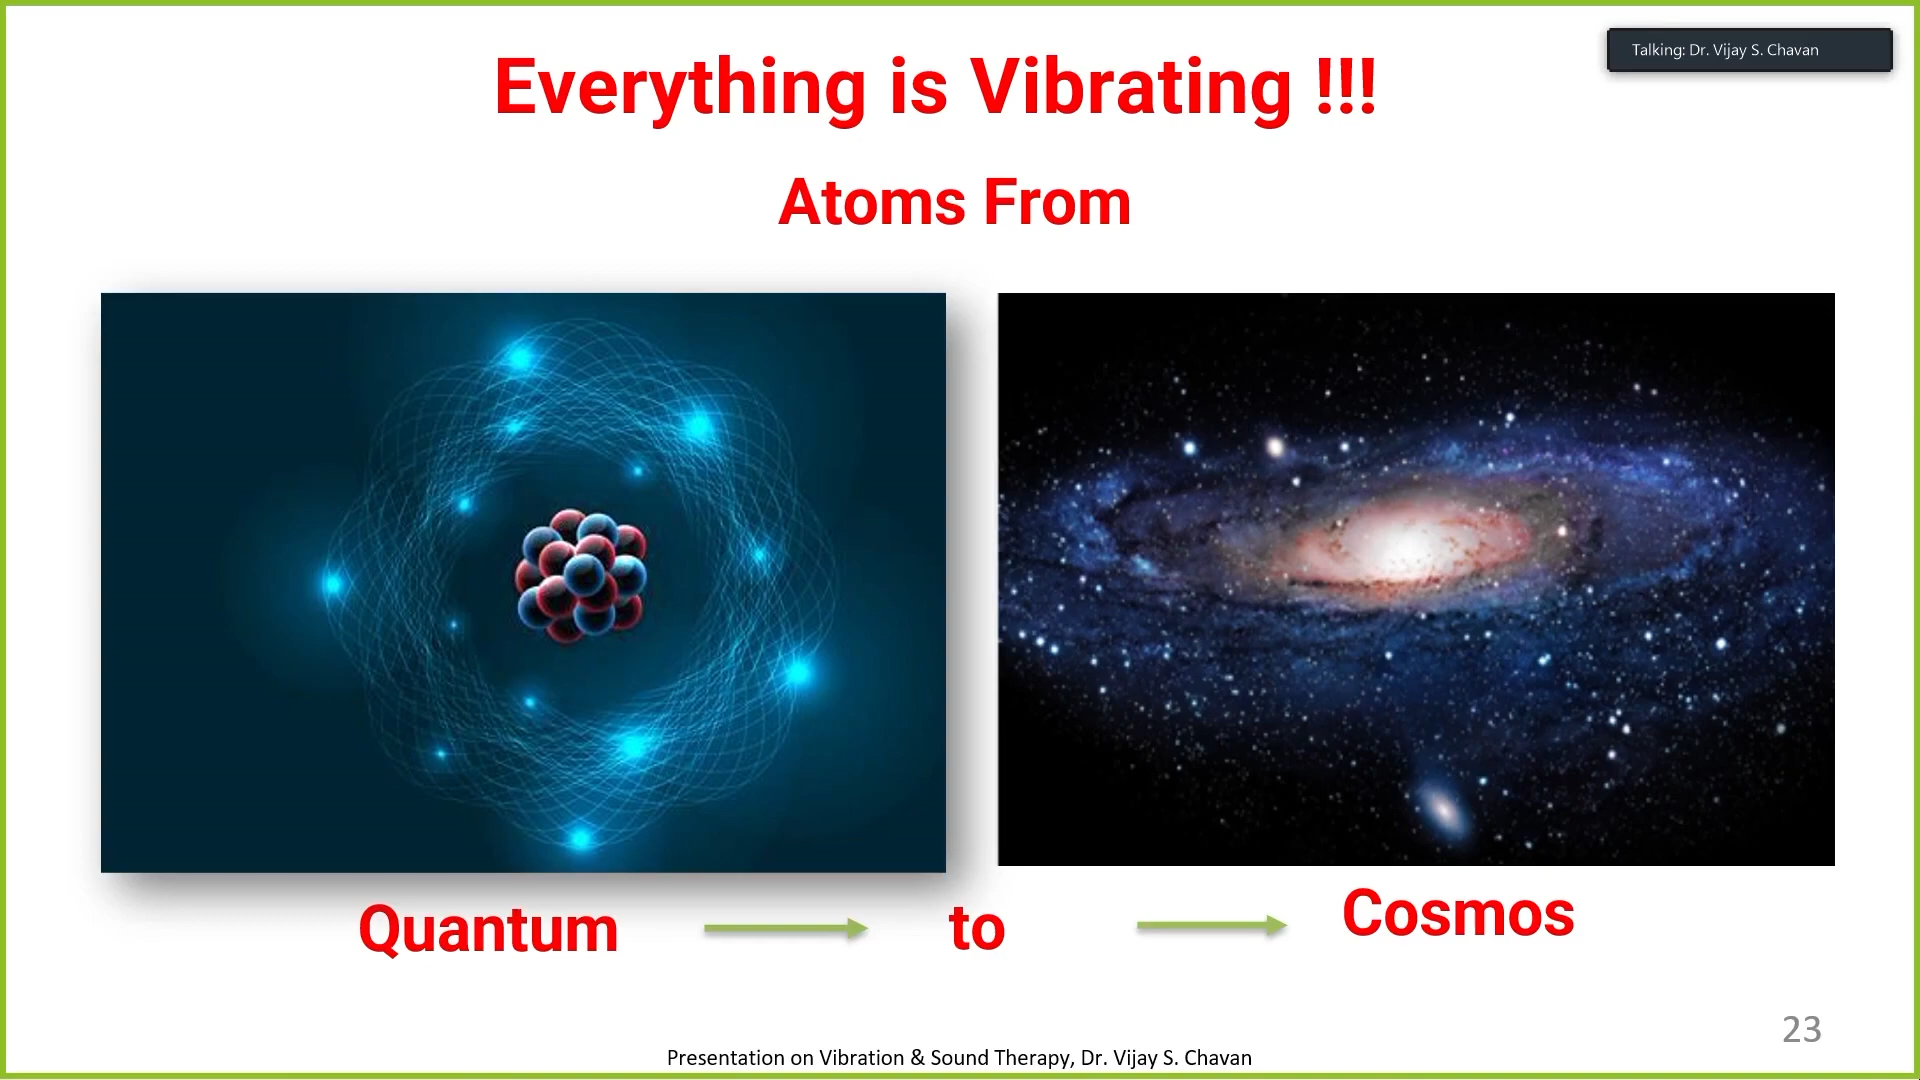 Talking: Dr. Vijay S. Chavan
Everything is Vibrating !!!
Atoms From
Quantum to Cosmos
23
Presentation on Vibration & Sound Therapy, Dr. Vijay S. Chavan